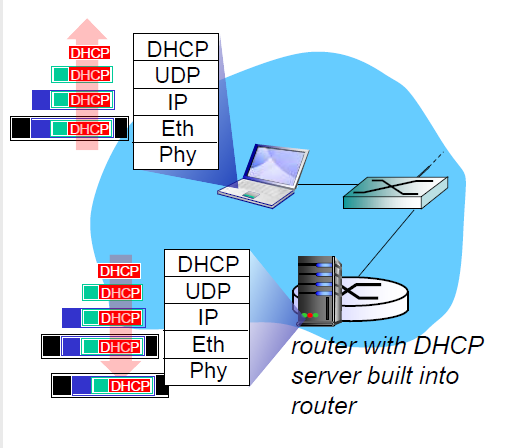 DHCP
DHCP
DHCP
DHCP
DHCP
UDP
IP
Eth
Phy
DHCP
DHCP
DHCP
DHCP
DHCP
DHCP
UDP
IP
Eth
Phy
router with DHCP
server built into
router